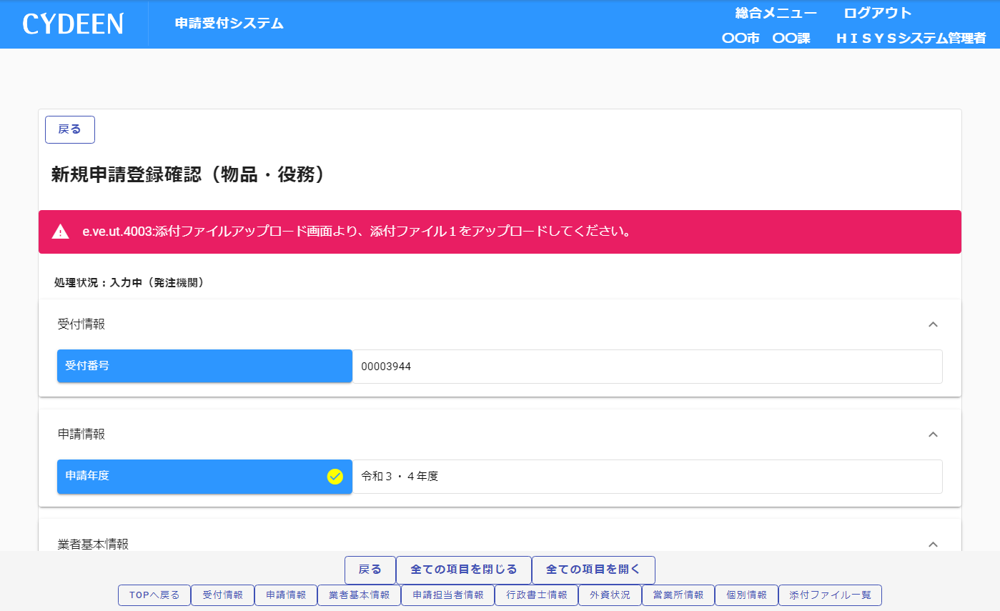 CYDEEN
申請受付システム
総合メニュー ログアウト
〇〇市 〇〇課 ＨＩＳＹＳシステム管理者
戻る
新規申請登録確認（物品・役務）
e.ve.ut.4003:添付ファイルアップロード画面より、添付ファイル１をアップロードしてください。
処理状況：入力中（発注機関）
受付情報
受付番号 00003944
申請情報
申請年度 令和３・４年度
業者基本情報
戻る 全ての項目を閉じる 全ての項目を開く
TOPへ戻る 受付情報 申請情報 業者基本情報 申請担当者情報 行政書士情報 外資状況 営業所情報 個別情報 添付ファイル一覧